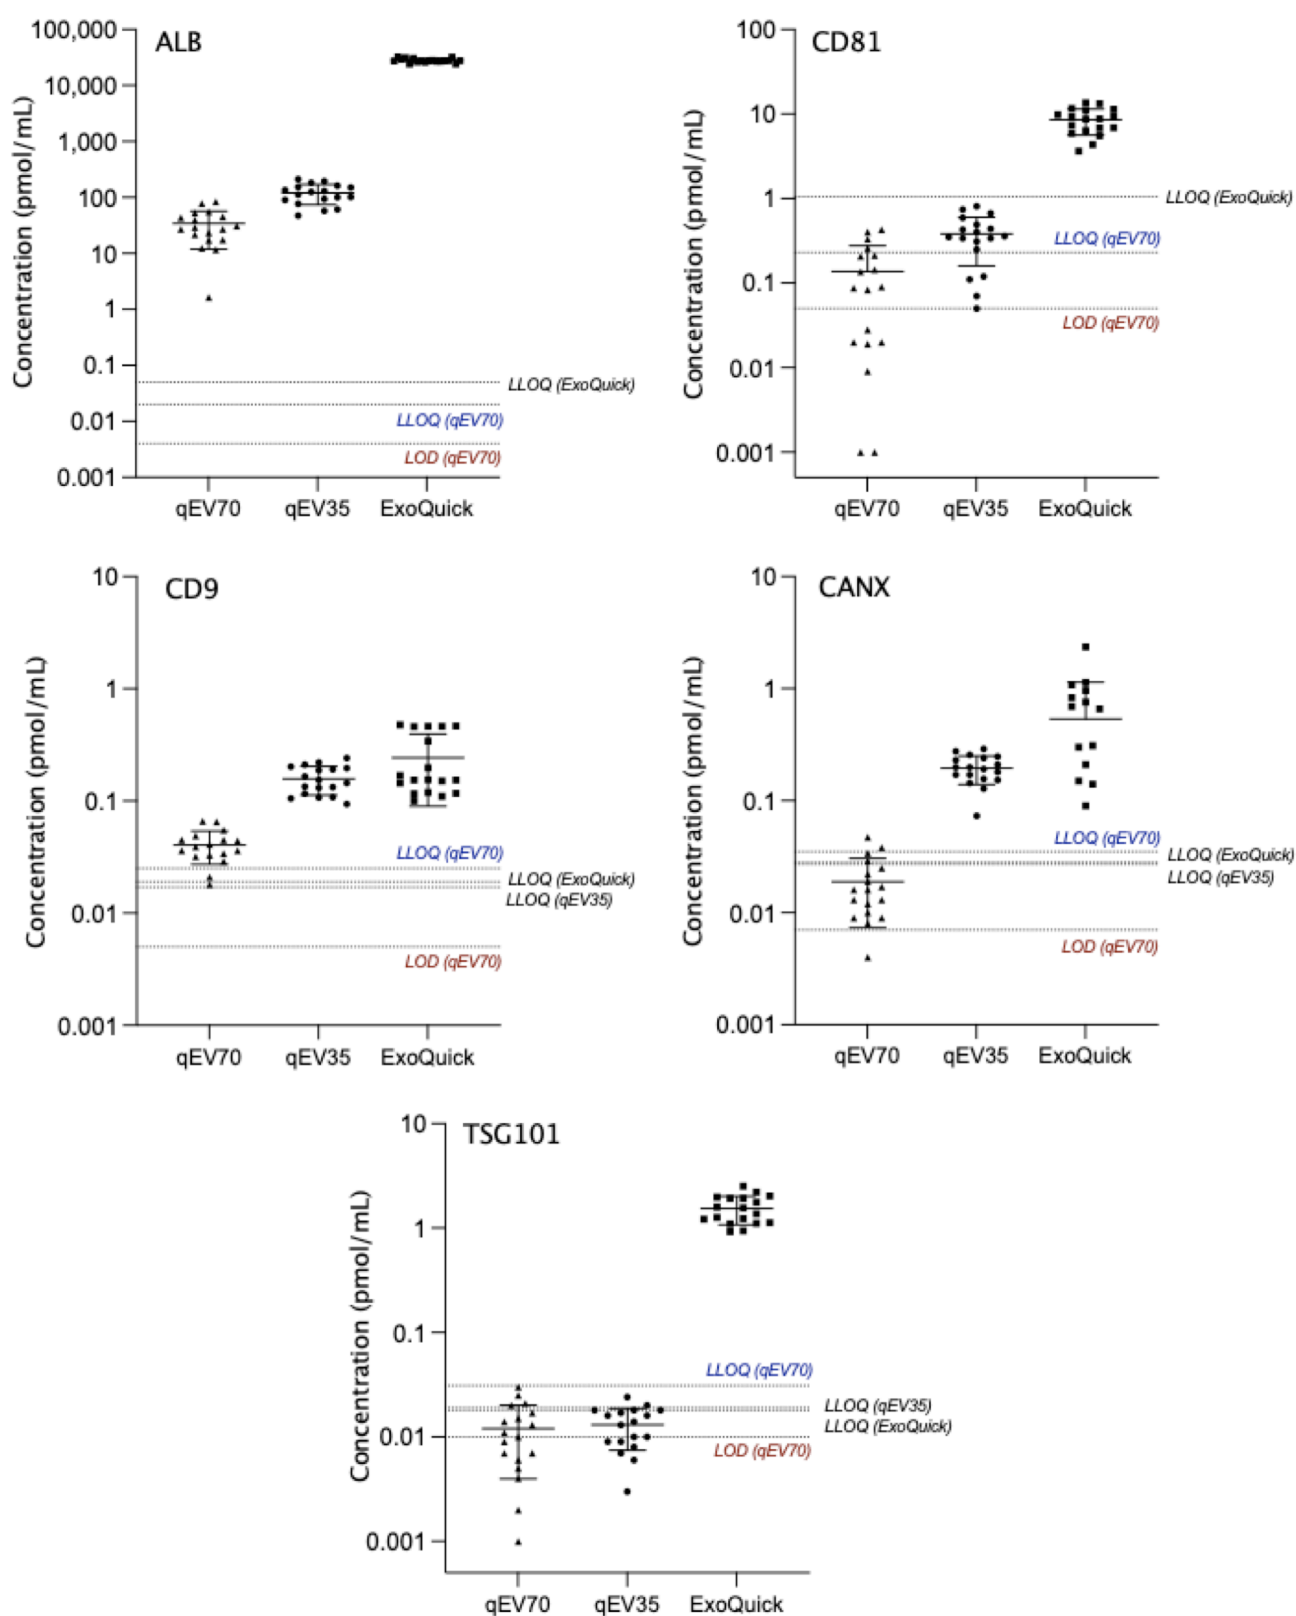 ALB
Concentration (pmol/mL)
100,000
10,000
1,000
100
10
1
0.1
0.01
0.001
LLOQ (ExoQuick)
LLOQ (qEV70)
LOD (qEV70)
qEV70 qEV35 ExoQuick
CD81
Concentration (pmol/mL)
100
10
1
0.1
0.01
0.001
LLOQ (ExoQuick)
LLOQ (qEV70)
LOD (qEV70)
qEV70 qEV35 ExoQuick
CD9
Concentration (pmol/mL)
10
1
0.1
0.01
0.001
LLOQ (qEV70)
LLOQ (ExoQuick)
LLOQ (qEV35)
LOD (qEV70)
qEV70 qEV35 ExoQuick
CANX
Concentration (pmol/mL)
10
1
0.1
0.01
0.001
LLOQ (qEV70)
LLOQ (ExoQuick)
LLOQ (qEV35)
LOD (qEV70)
qEV70 qEV35 ExoQuick
TSG101
Concentration (pmol/mL)
10
1
0.1
0.01
0.001
LLOQ (qEV70)
LLOQ (qEV35)
LLOQ (ExoQuick)
LOD (qEV70)
qEV70 qEV35 ExoQuick